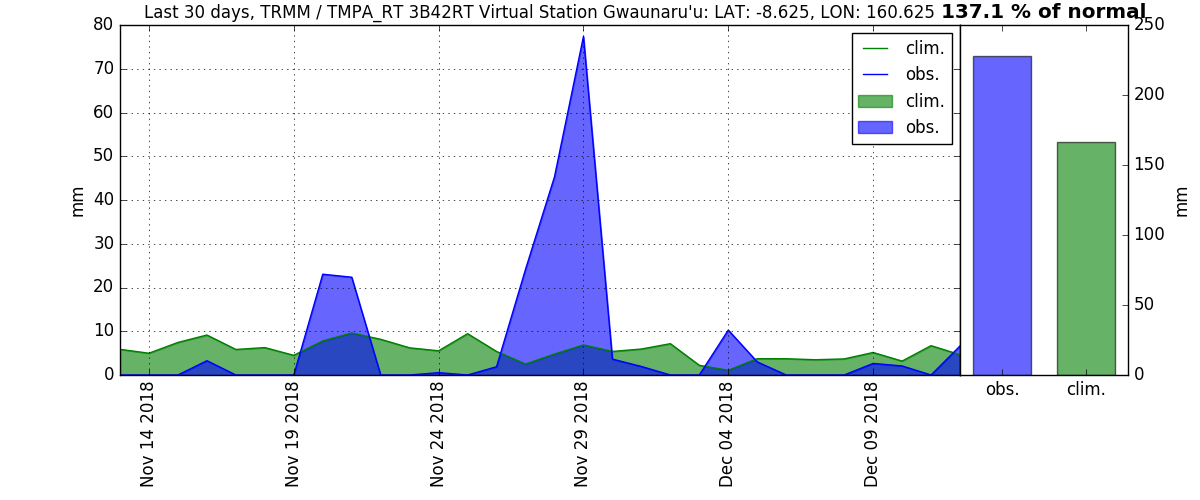 Last 30 days, TRMM / TMPA_RT 3B42RT Virtual Station Gwaunaru'u: LAT: -8.625, LON: 160.625 137.1 % of normal
80
70
60
50
40
30
20
10
0
mm
clim.
obs.
clim.
obs.
250
200
150
100
50
0
mm
obs. clim.
Nov 14 2018
Nov 19 2018
Nov 24 2018
Nov 29 2018
Dec 04 2018
Dec 09 2018